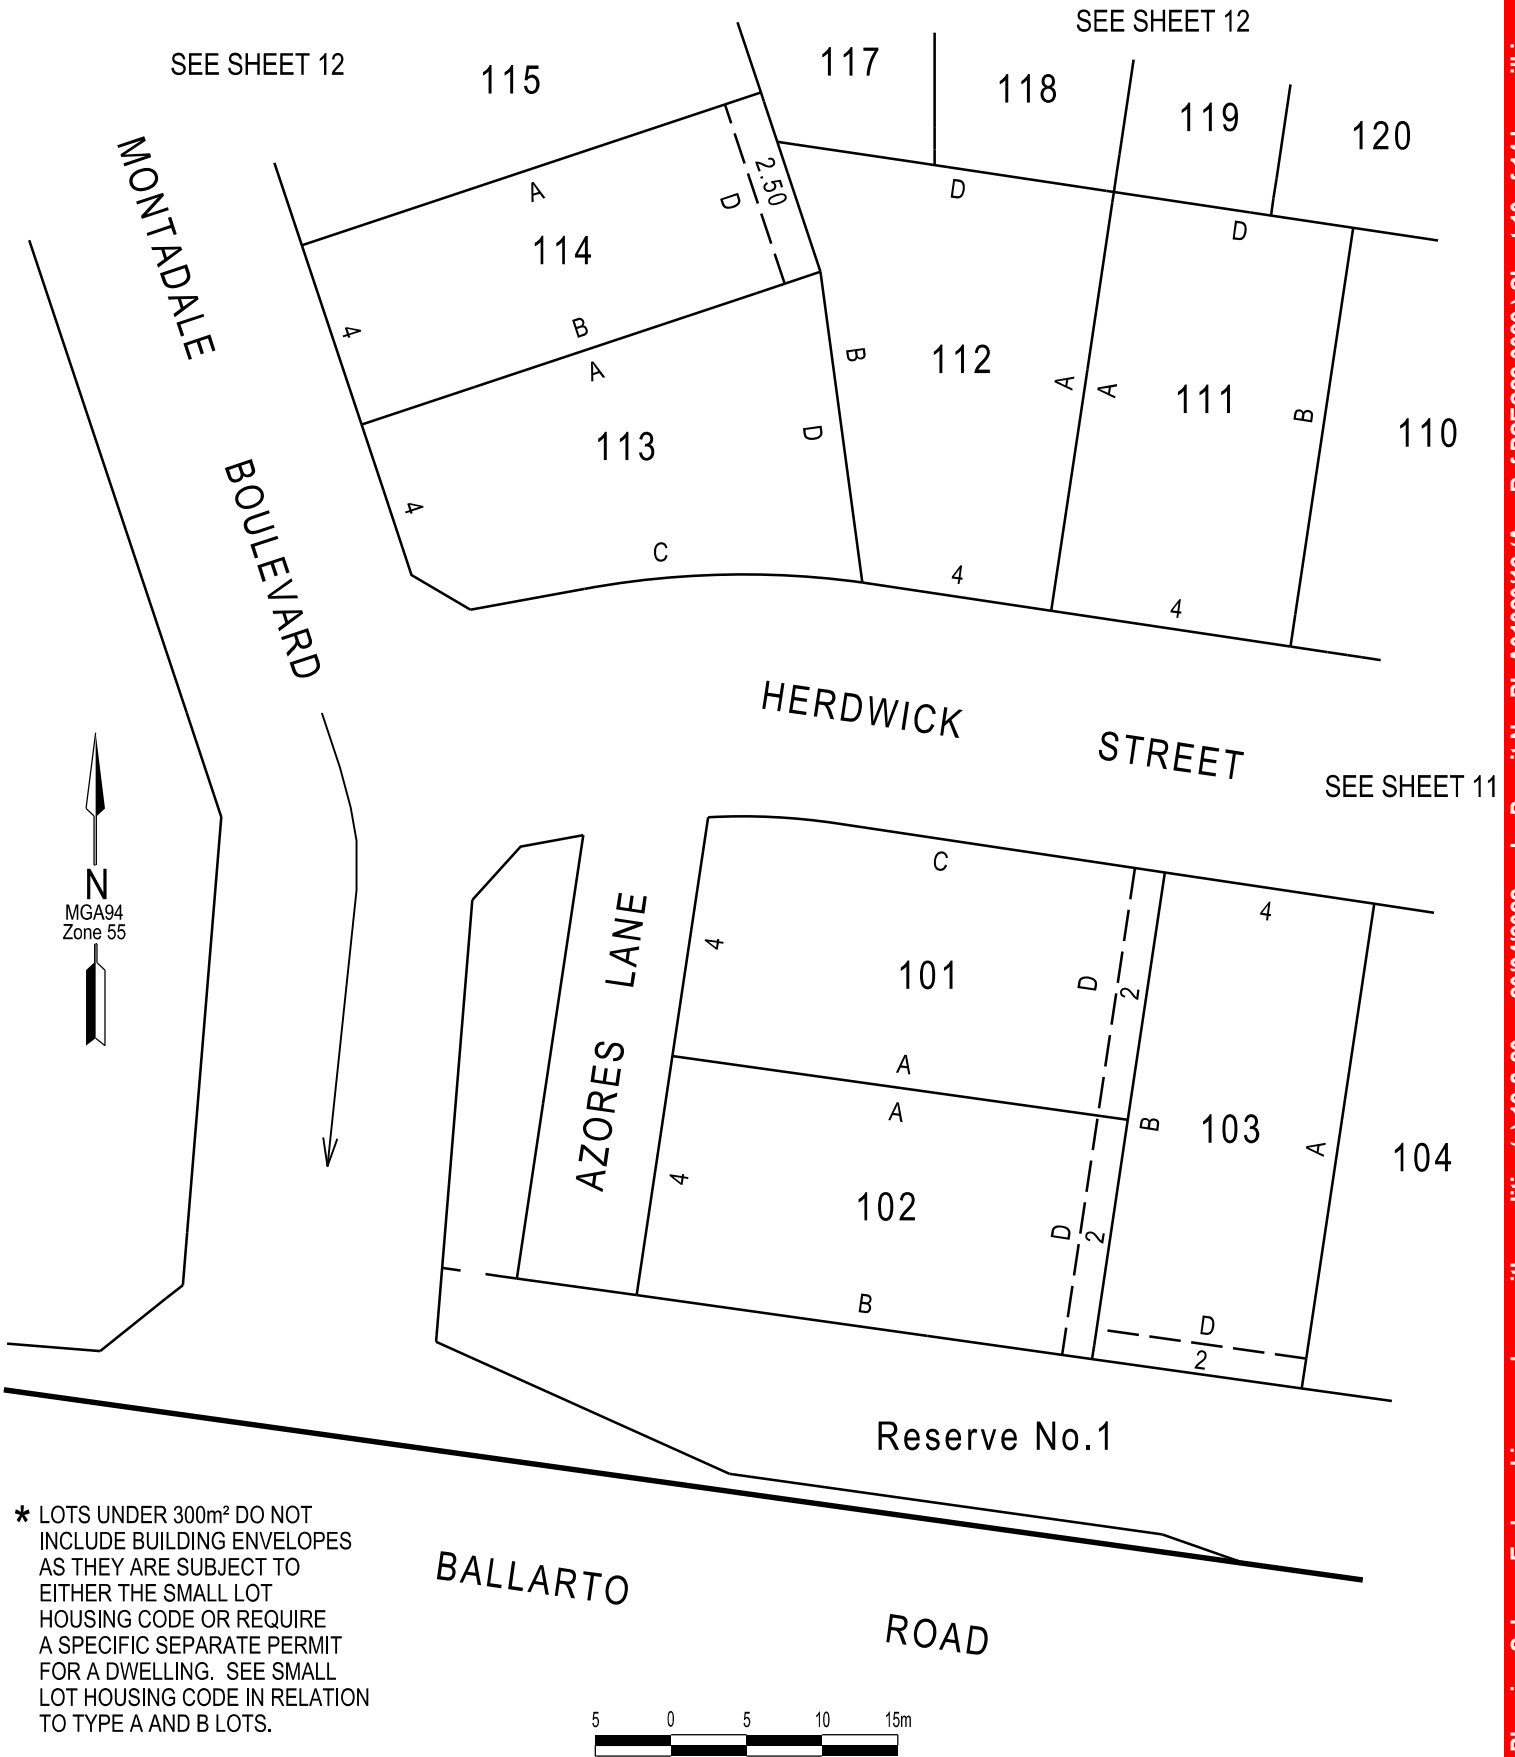 SEE SHEET 12
SEE SHEET 12
115
117
118
119
120
MONTADALE
BOULEVARD
A
D
2.50
114
4
B
A
113
D
4
C
D
B
112
4
A
D
A
111
B
4
110
HERDWICK STREET
SEE SHEET 11
N
MGA94
Zone 55
AZORES LANE
C
4
101
D
2
A
A
4
102
D
2
B
4
B
103
A
D
2
104
Reserve No.1
BALLARTO ROAD
* LOTS UNDER 300m² DO NOT
INCLUDE BUILDING ENVELOPES
AS THEY ARE SUBJECT TO
EITHER THE SMALL LOT
HOUSING CODE OR REQUIRE
A SPECIFIC SEPARATE PERMIT
FOR A DWELLING. SEE SMALL
LOT HOUSING CODE IN RELATION
TO TYPE A AND B LOTS.
5 0 5 10 15m